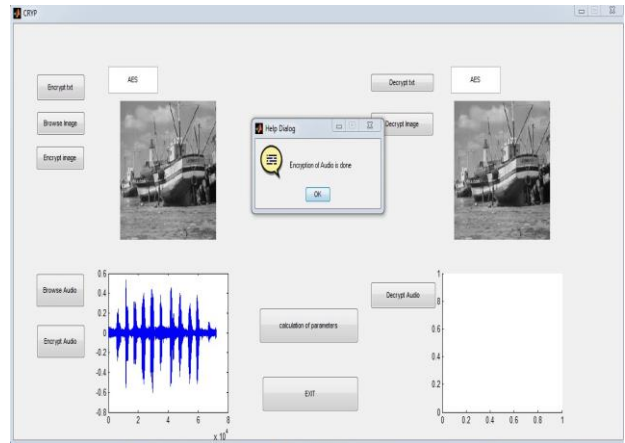 CRYP
Encrypt txt
AES
Decrypt txt
AES
Browse Image
Help Dialog
Decrypt Image
Encrypt image
Encryption of Audio is done
OK
Browse Audio
Encrypt Audio
0.6
0.4
0.2
0
-0.2
-0.4
-0.6
-0.8
0 2 4 6 8
x 10^4
calculation of parameters
EXIT
Decrypt Audio
1
0.8
0.6
0.4
0.2
0
0 0.2 0.4 0.6 0.8 1